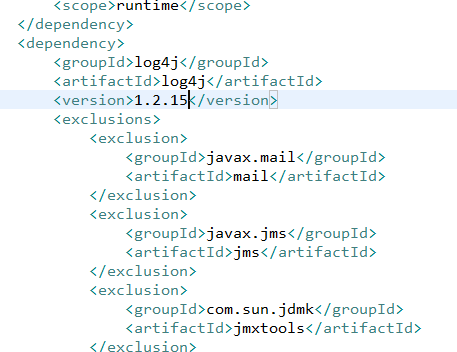 <scope>runtime</scope>
</dependency>
<dependency>
<groupId>log4j</groupId>
<artifactId>log4j</artifactId>
<version>1.2.15</version>
<exclusions>
<exclusion>
<groupId>javax.mail</groupId>
<artifactId>mail</artifactId>
</exclusion>
<exclusion>
<groupId>javax.jms</groupId>
<artifactId>jms</artifactId>
</exclusion>
<exclusion>
<groupId>com.sun.jdmk</groupId>
<artifactId>jmxtools</artifactId>
</exclusion>